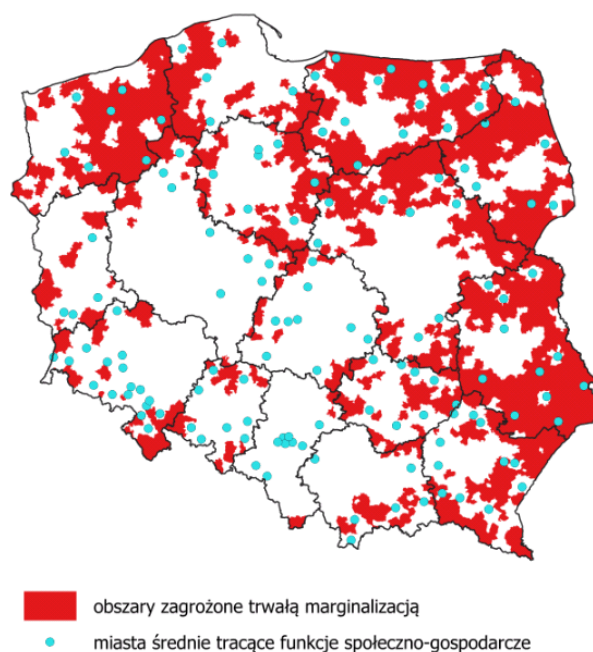 obszary zagrożone trwałą marginalizacją
miasta średnie tracące funkcje społeczno-gospodarcze